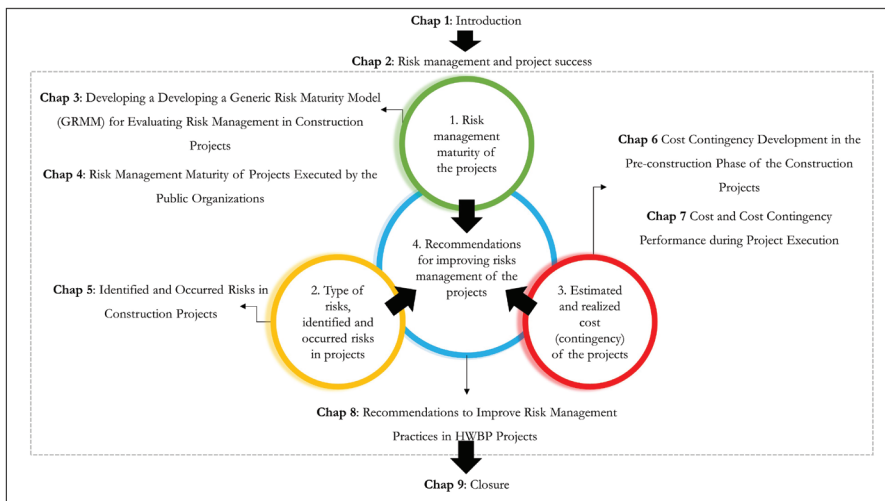 Chap 1: Introduction
Chap 2: Risk management and project success
Chap 3: Developing a Developing a Generic Risk Maturity Model
(GRMM) for Evaluating Risk Management in Construction
Projects
Chap 4: Risk Management Maturity of Projects Executed by the
Public Organizations
1. Risk
management
maturity of
the projects
Chap 6 Cost Contingency Development in the
Pre-construction Phase of the Construction
Projects
Chap 7 Cost and Cost Contingency
Performance during Project Execution
4. Recommendations
for improving risks
management of the
projects
Chap 5: Identified and Occurred Risks in
Construction Projects
2. Type of
risks,
identified and
occurred risks
in projects
3. Estimated
and realized
cost
(contingency)
of the projects
Chap 8: Recommendations to Improve Risk Management
Practices in HWBP Projects
Chap 9: Closure